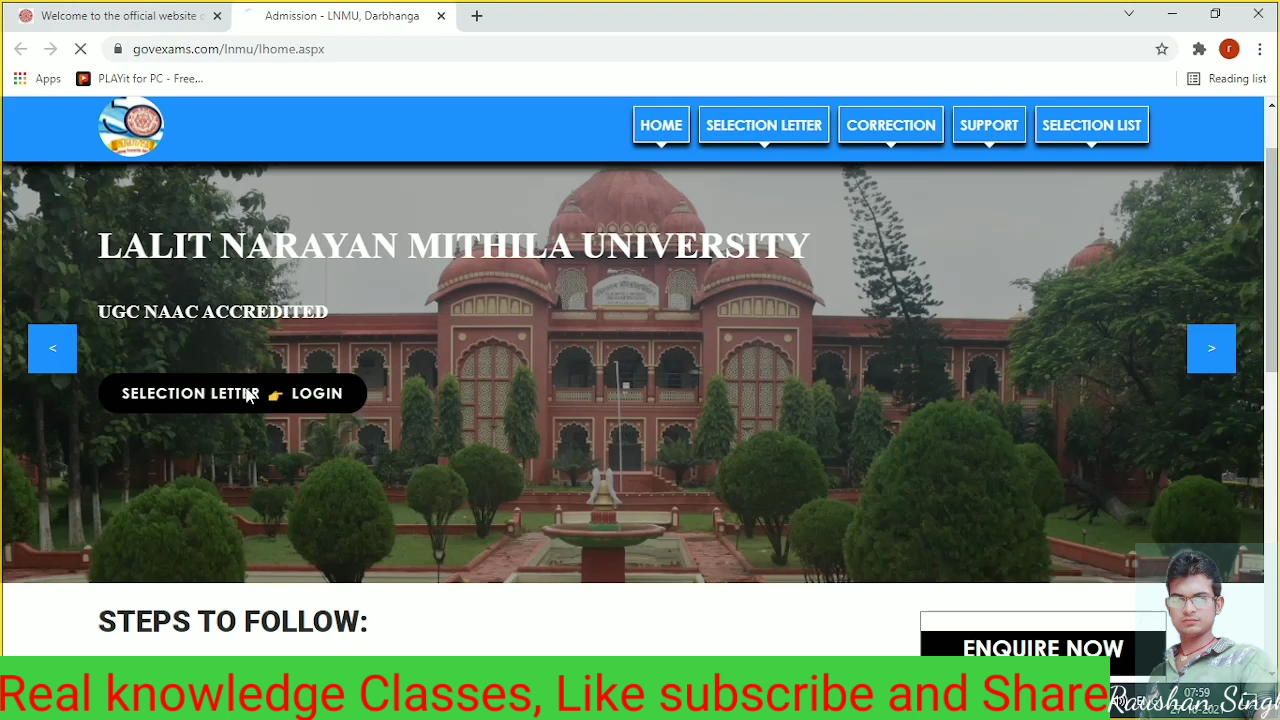 Welcome to the official website o
Admission - LNMU, Darbhanga
govexams.com/lnmu/lhome.aspx
r
Apps
PLAYit for PC - Free...
Reading list
50
HOME
SELECTION LETTER
CORRECTION
SUPPORT
SELECTION LIST
LALIT NARAYAN MITHILA UNIVERSITY
UGC NAAC ACCREDITED
<
>
SELECTION LETTER 👉 LOGIN
STEPS TO FOLLOW:
ENQUIRE NOW
Real knowledge Classes, Like subscribe and Share
07:59